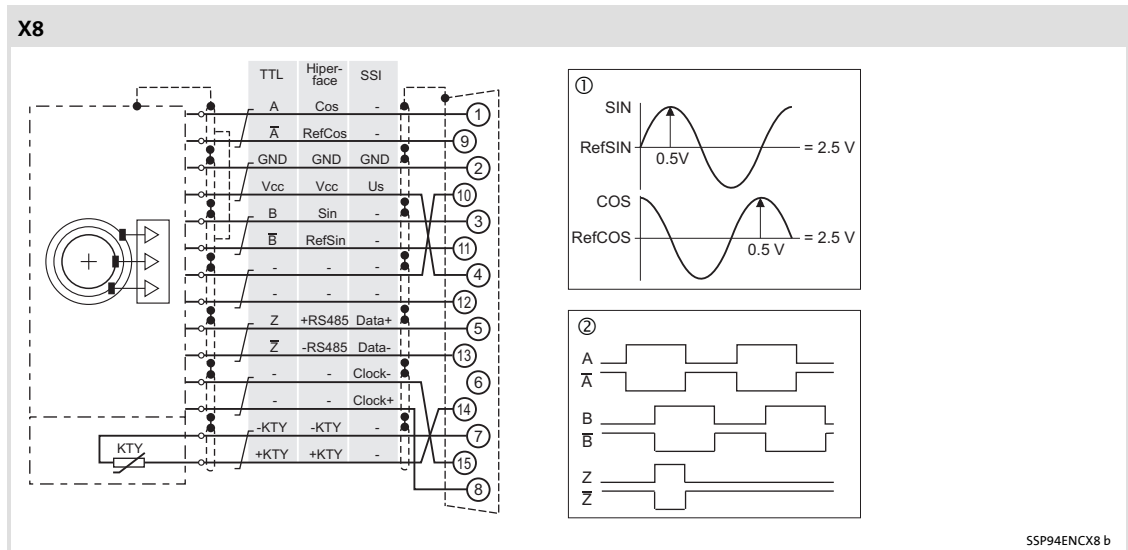 X8
TTL Hiper-face SSI
A Cos - 1
A̅ RefCos - 9
GND GND GND 2
Vcc Vcc Us 10
B Sin - 3
B̅ RefSin - 11
- - - 4
- - - 12
Z +RS485 Data+ 5
Z̅ -RS485 Data- 13
- - Clock- 6
- - Clock+ 14
-KTY -KTY - 7
KTY +KTY +KTY - 15
8
①
SIN
RefSIN 0.5V = 2.5 V
COS
RefCOS 0.5 V = 2.5 V
②
A
A̅
B
B̅
Z
Z̅
SSP94ENCX8 b